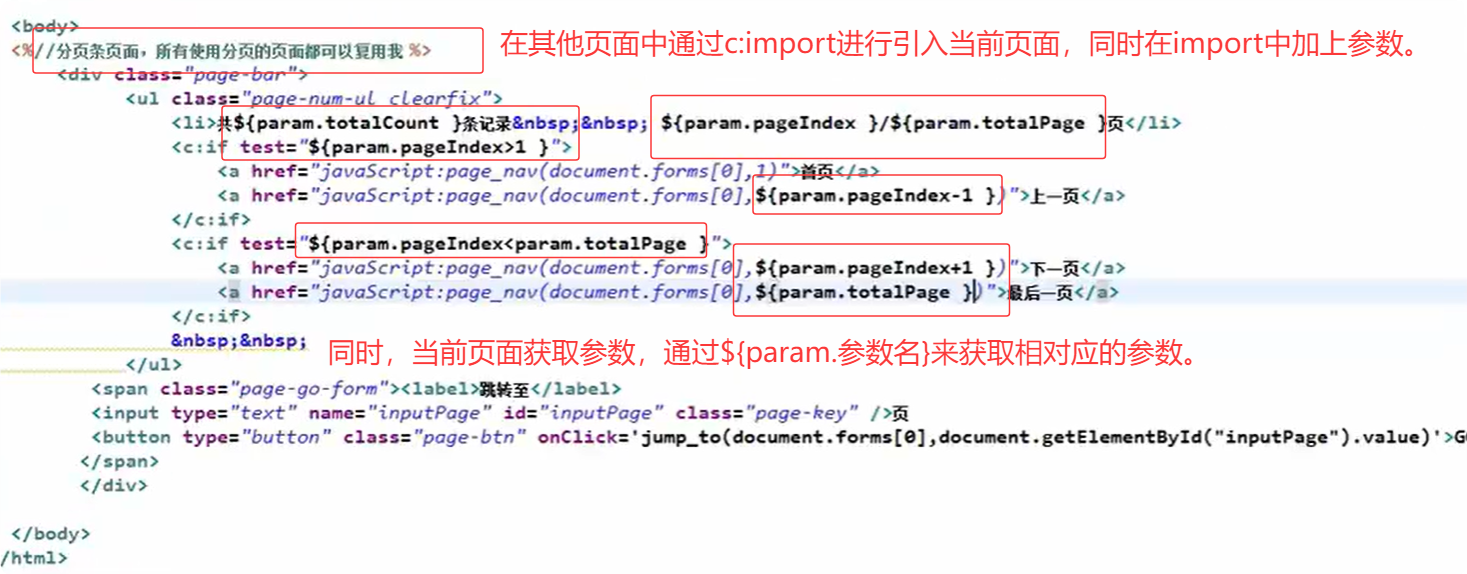 <body>
<%//分页条页面，所有使用分页的页面都可以复用我 %>
在其他页面中通过c:import进行引入当前页面，同时在import中加上参数。
<div class="page-bar">
<ul class="page-num-ul clearfix">
<li>共${param.totalCount }条记录&nbsp;&nbsp; ${param.pageIndex }/${param.totalPage }页</li>
<c:if test="${param.pageIndex>1 }">
<a href="javaScript:page_nav(document.forms[0],1)">首页</a>
<a href="javaScript:page_nav(document.forms[0],${param.pageIndex-1 })">上一页</a>
</c:if>
<c:if test="${param.pageIndex<param.totalPage }">
<a href="javaScript:page_nav(document.forms[0],${param.pageIndex+1 })">下一页</a>
<a href="javaScript:page_nav(document.forms[0],${param.totalPage })">最后一页</a>
</c:if>
&nbsp;&nbsp;
同时，当前页面获取参数，通过${param.参数名}来获取相对应的参数。
</ul>
<span class="page-go-form"><label>跳转至</label>
<input type="text" name="inputPage" id="inputPage" class="page-key" />页
<button type="button" class="page-btn" onClick='jump_to(document.forms[0],document.getElementById("inputPage").value)'>G
</span>
</div>
</body>
/html>